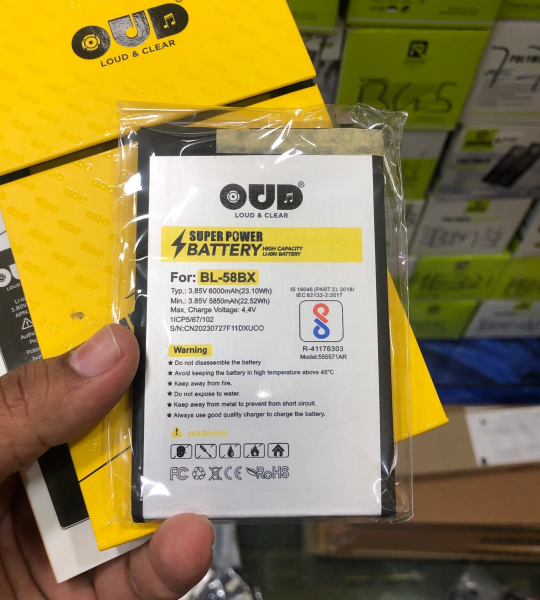 OUD®
LOUD & CLEAR
BG5
OUD®
LOUD & CLEAR
SUPER POWER
BATTERY HIGH CAPACITY
LI-ION BATTERY
For: BL-58BX
Typ.: 3,85V 6000mAh(23.10Wh)
Min.: 3.85V 5850mAh(22.52Wh)
Max, Charge Voltage: 4,4V
1ICP5/67/102
S/N:CN20230727F11DXUCO
IS 16046 (PART 2): 2018/
IEC 62133-2:2017
R-41176303
Model:555571AR
Warning
★ Do not disassemble the battery
★ Avoid keeping the battery in high temperature above 45°C
★ Keep away from fire.
★ Do not expose to water.
★ Keep away from metal to prevent from short circuit.
★ Always use good quality charger to charge the battery.
WARNING
FC CE RoHS